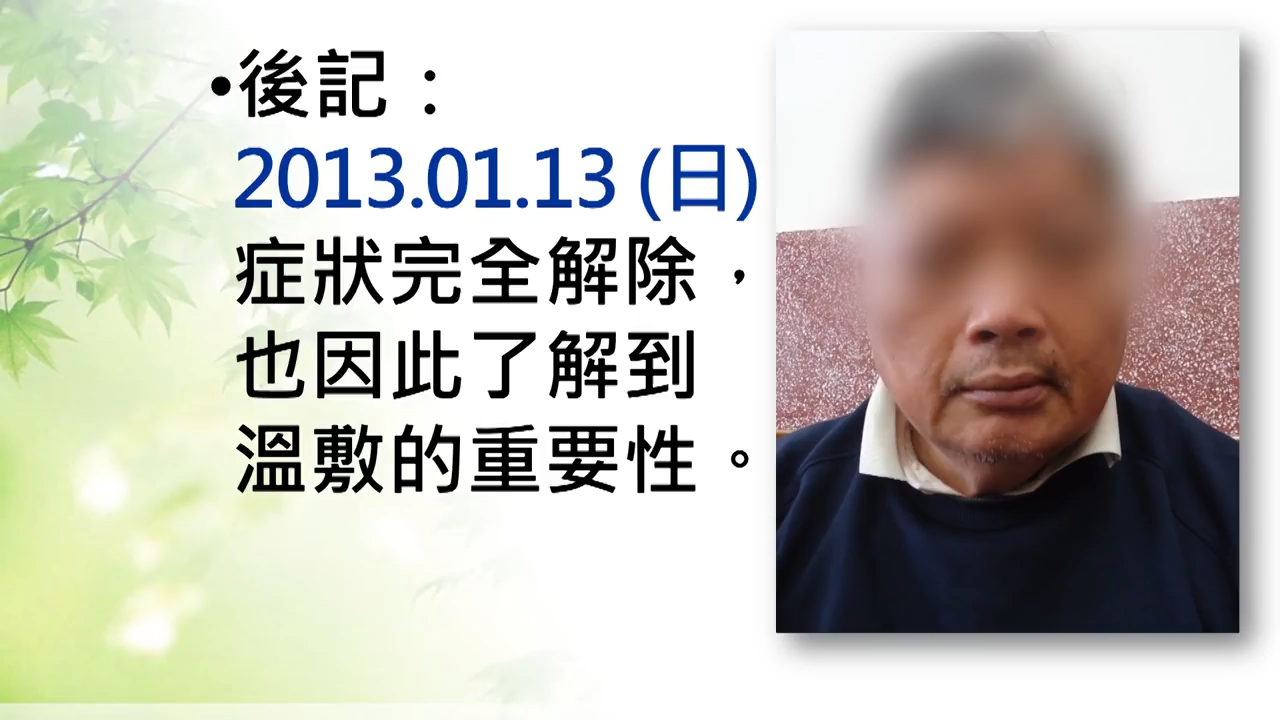 •後記：
2013.01.13 (日)
症狀完全解除，
也因此了解到
溫敷的重要性。